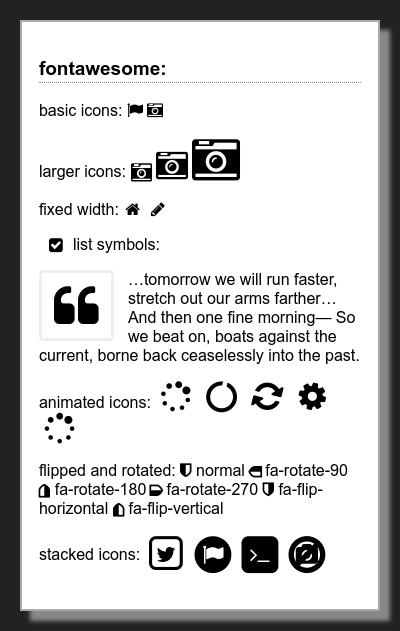 fontawesome:
basic icons:
larger icons:
fixed width:
list symbols:
…tomorrow we will run faster,
stretch out our arms farther…
And then one fine morning— So
we beat on, boats against the
current, borne back ceaselessly into the past.
animated icons:
flipped and rotated: normal fa-rotate-90
fa-rotate-180 fa-rotate-270 fa-flip-
horizontal fa-flip-vertical
stacked icons: